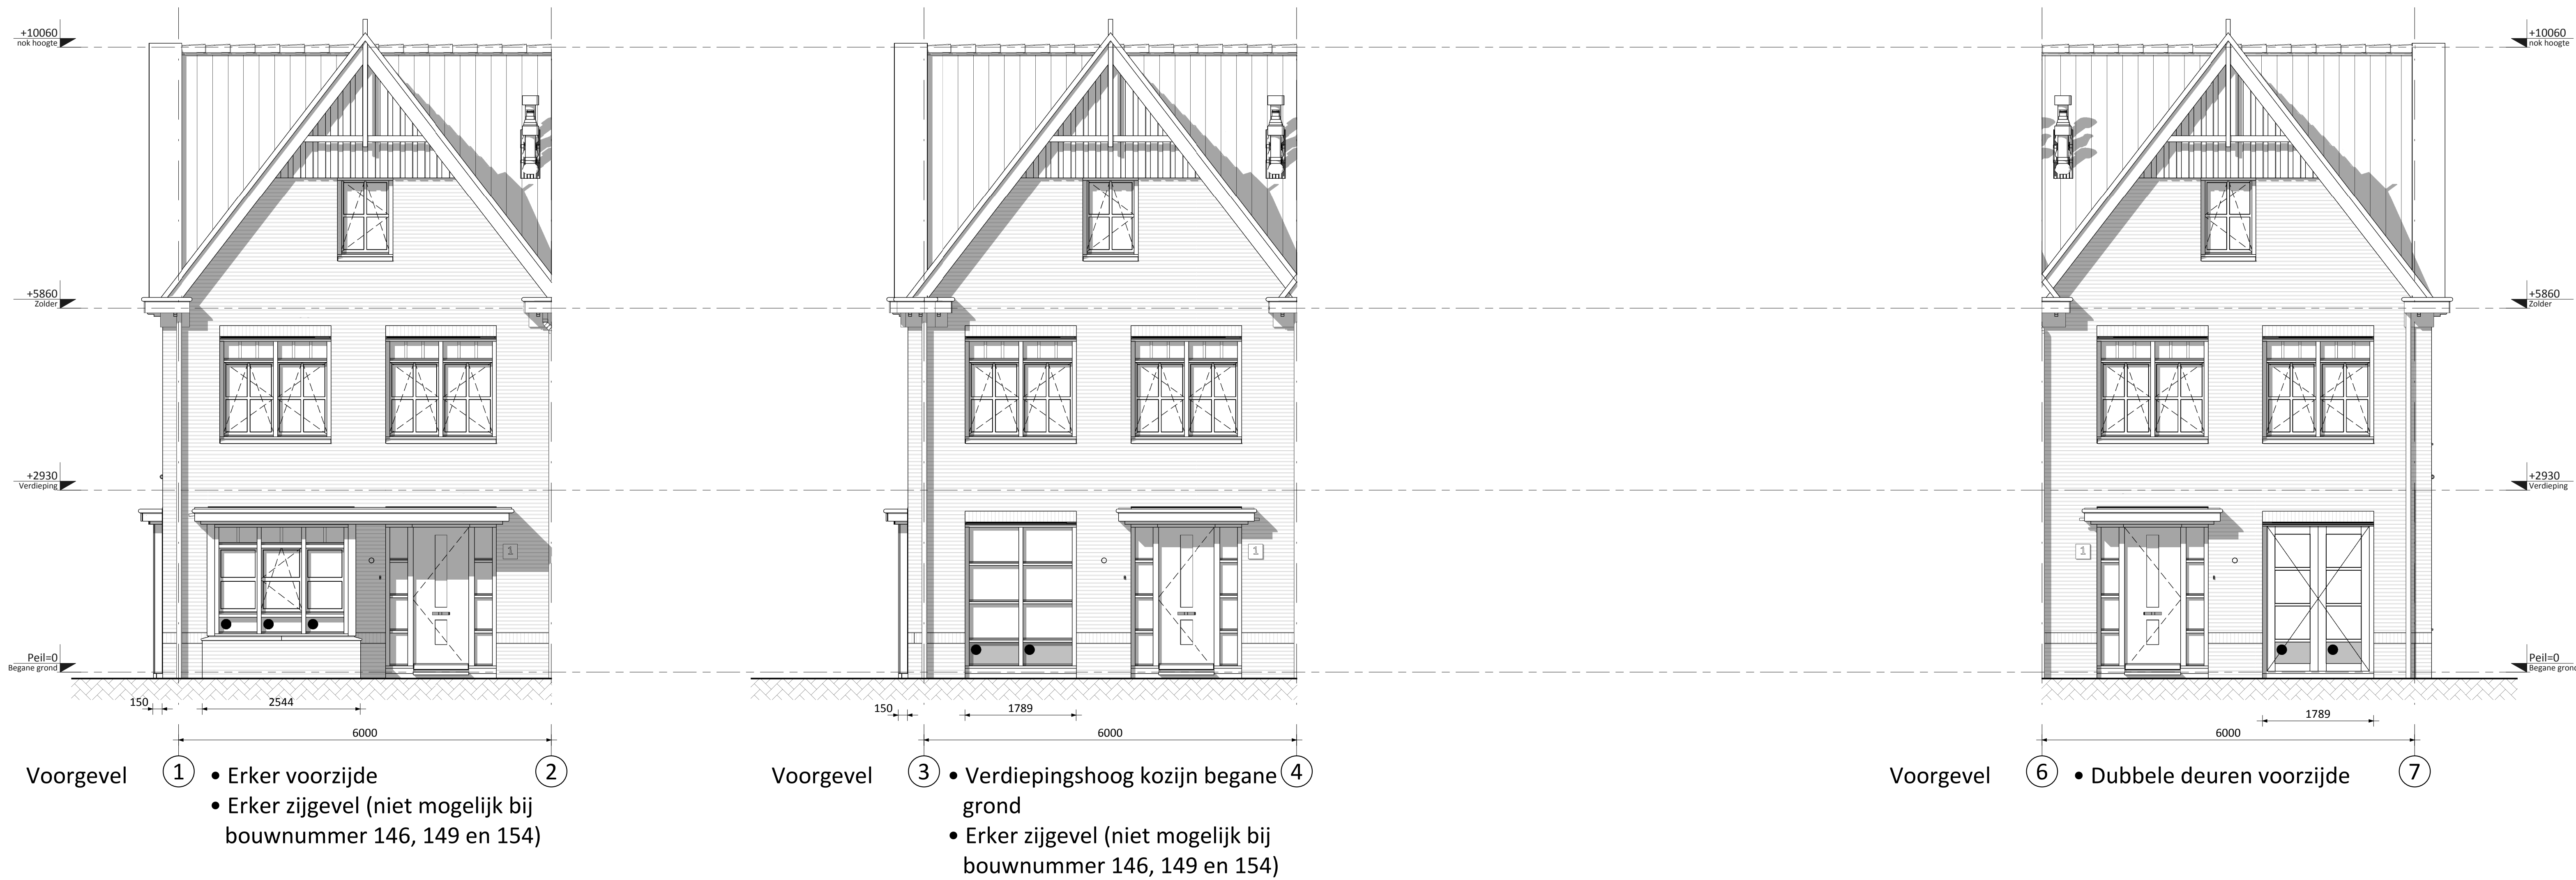 +10060
nok hoogte
+10060
nok hoogte
+5860
Zolder
+5860
Zolder
+2930
Verdieping
+2930
Verdieping
1
1
1
Peil=0
Begane grond
Peil=0
Begane grond
150
2544
150
1789
1789
6000
6000
6000
Voorgevel
1
• Erker voorzijde
• Erker zijgevel (niet mogelijk bij
bouwnummer 146, 149 en 154)
2
Voorgevel
3
• Verdiepingshoog kozijn begane
grond
• Erker zijgevel (niet mogelijk bij
bouwnummer 146, 149 en 154)
4
Voorgevel
6
• Dubbele deuren voorzijde
7